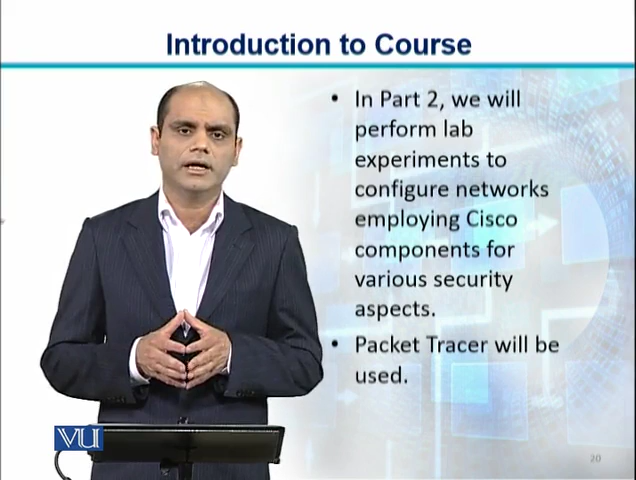 Introduction to Course
• In Part 2, we will
perform lab
experiments to
configure networks
employing Cisco
components for
various security
aspects.
• Packet Tracer will be
used.
VU
20